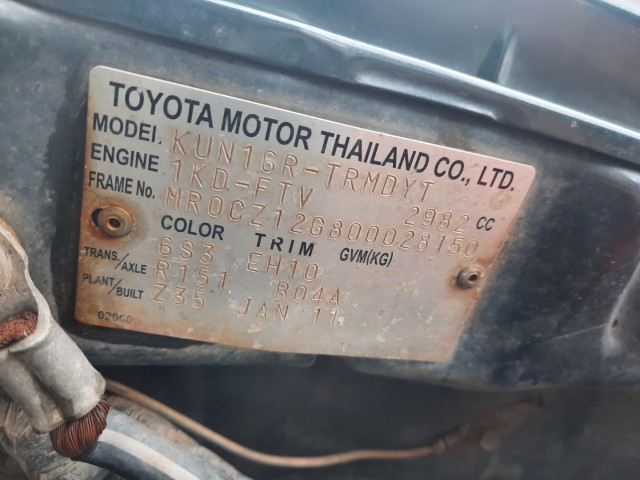 TOYOTA MOTOR THAILAND CO., LTD.
MODEL KUN16R-TRMDYT
ENGINE 1KD-FTV 2982 CC
FRAME No. MR0CZ12G800028150
COLOR TRIM GVM(KG)
6S3 EH10
TRANS/AXLE R151 B04A
PLANT/BUILT Z35 JAN 11
02060